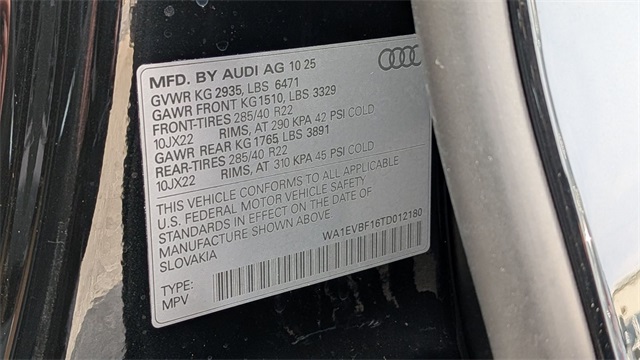 MFD. BY AUDI AG 10 25
GVWR KG 2935, LBS 6471
GAWR FRONT KG 1510, LBS 3329
FRONT-TIRES 285/40 R22
10JX22 RIMS, AT 290 KPA 42 PSI COLD
GAWR REAR KG 1765, LBS 3891
REAR-TIRES 285/40 R22
10JX22 RIMS, AT 310 KPA 45 PSI COLD
THIS VEHICLE CONFORMS TO ALL APPLICABLE
U.S. FEDERAL MOTOR VEHICLE SAFETY
STANDARDS IN EFFECT ON THE DATE OF
MANUFACTURE SHOWN ABOVE
SLOVAKIA WA1EVBF16TD012180
TYPE:
MPV